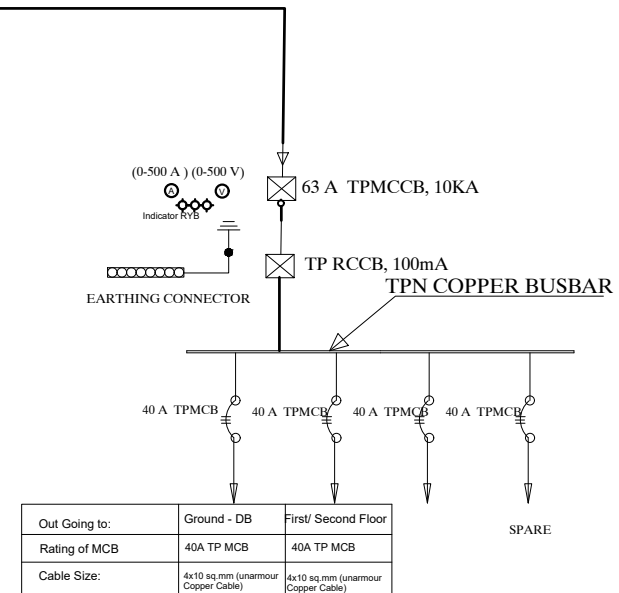 (0-500 A ) (0-500 V)
A V
Indicator RYB
63 A TPMCCB, 10KA
TP RCCB, 100mA
EARTHING CONNECTOR
TPN COPPER BUSBAR
40 A TPMCB 40 A TPMCB 40 A TPMCB 40 A TPMCB
SPARE
Out Going to: Ground - DB First/ Second Floor
Rating of MCB 40A TP MCB 40A TP MCB
Cable Size: 4x10 sq.mm (unarmour Copper Cable) 4x10 sq.mm (unarmour Copper Cable)